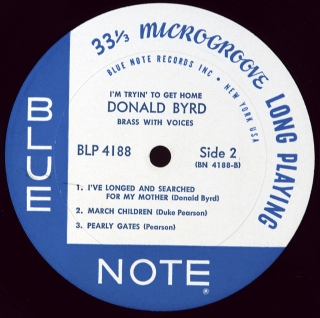 33⅓ MICROGROOVE LONG PLAYING
BLUE NOTE RECORDS INC • NEW YORK USA
I'M TRYIN' TO GET HOME
DONALD BYRD
BRASS WITH VOICES
BLP 4188
Side 2
(BN 4188-B)
1. I'VE LONGED AND SEARCHED
FOR MY MOTHER (Donald Byrd)
2. MARCH CHILDREN (Duke Pearson)
3. PEARLY GATES (Pearson)
BLUE
NOTE
®